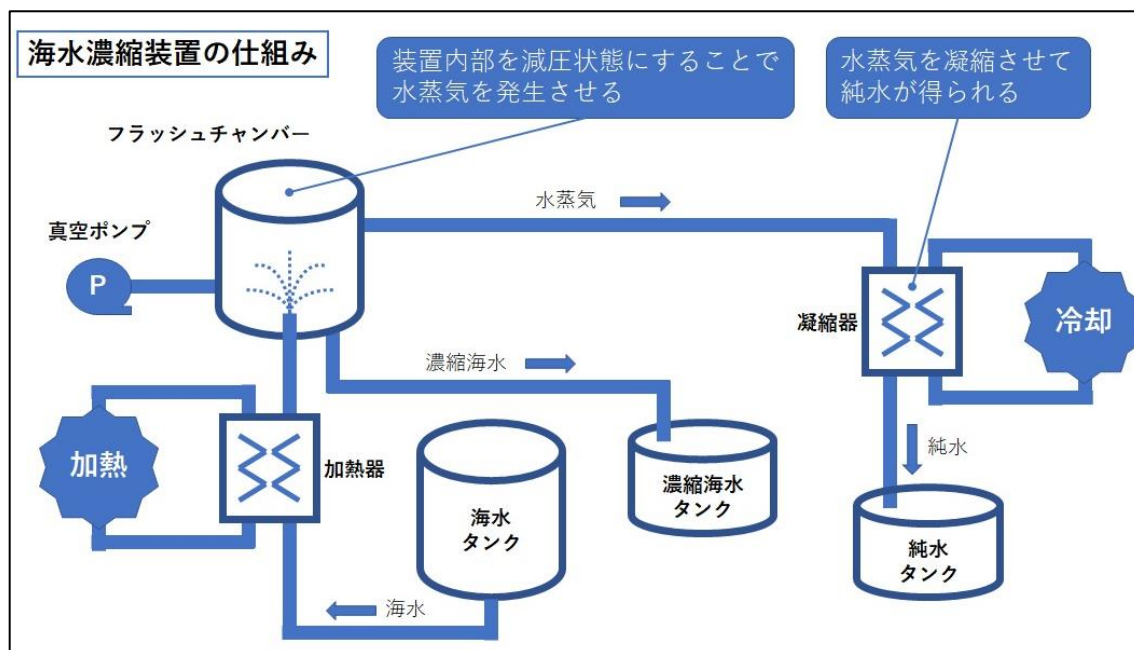 海水濃縮装置の仕組み
装置内部を減圧状態にすることで
水蒸気を発生させる
水蒸気を凝縮させて
純水が得られる
フラッシュチャンバー
水蒸気
真空ポンプ
P
凝縮器
冷却
濃縮海水
加熱
加熱器
純水
海水
タンク
濃縮海水
タンク
純水
タンク
海水